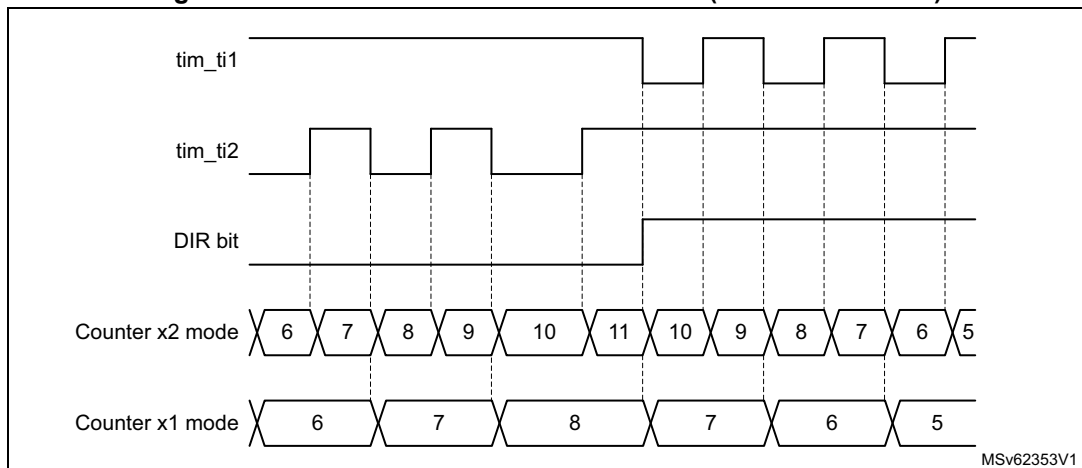 tim_ti1
tim_ti2
DIR bit
Counter x2 mode 6 7 8 9 10 11 10 9 8 7 6 5
Counter x1 mode 6 7 8 7 6 5
MSv62353V1